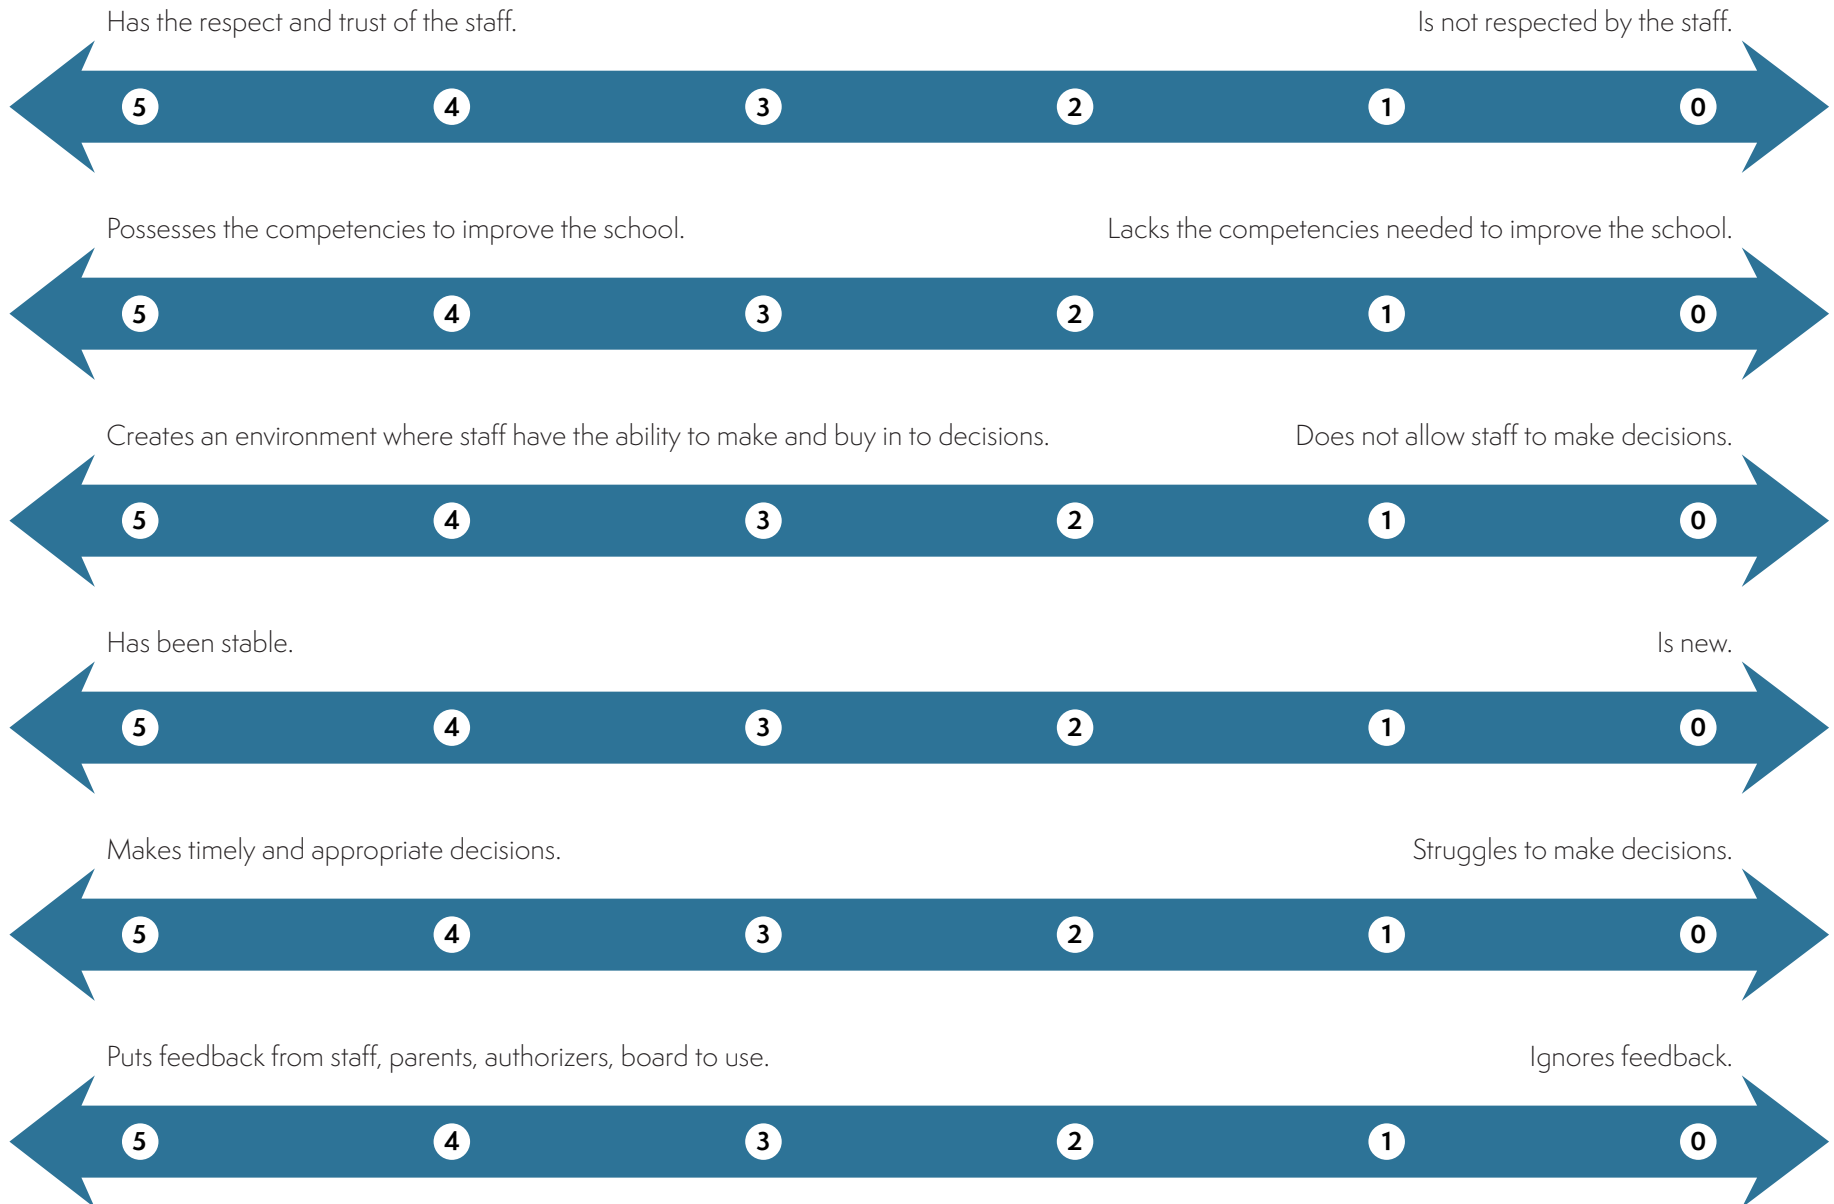 Has the respect and trust of the staff. Is not respected by the staff.
5 4 3 2 1 0
Possesses the competencies to improve the school. Lacks the competencies needed to improve the school.
5 4 3 2 1 0
Creates an environment where staff have the ability to make and buy in to decisions. Does not allow staff to make decisions.
5 4 3 2 1 0
Has been stable. Is new.
5 4 3 2 1 0
Makes timely and appropriate decisions. Struggles to make decisions.
5 4 3 2 1 0
Puts feedback from staff, parents, authorizers, board to use. Ignores feedback.
5 4 3 2 1 0